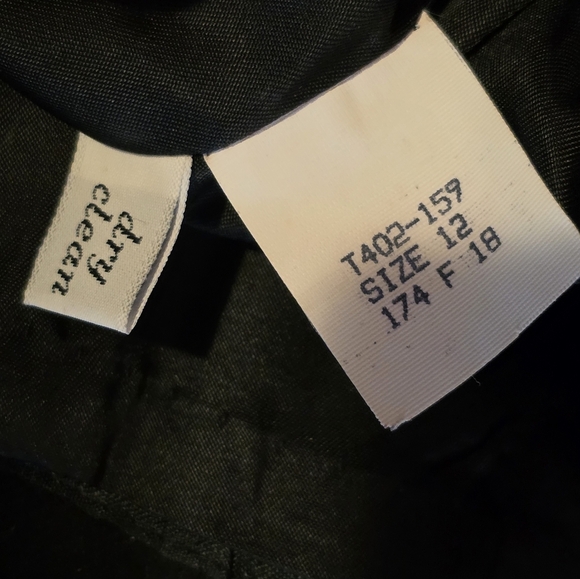 dry
clean
T402-159
SIZE 12
174 F 18